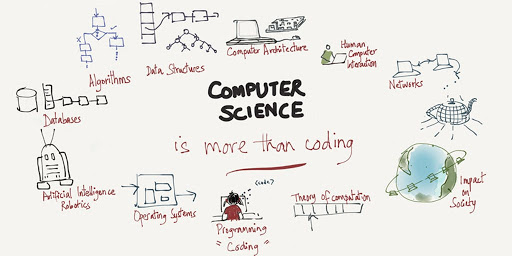 Algorithms
Data Structures
Computer Architecture
Human
Computer
Interaction
Networks
COMPUTER
SCIENCE
is more than coding
Databases
Artificial Intelligence
Robotics
Operating Systems
(code)
Programming
"Coding"
Theory of computation
Impact
on
Society